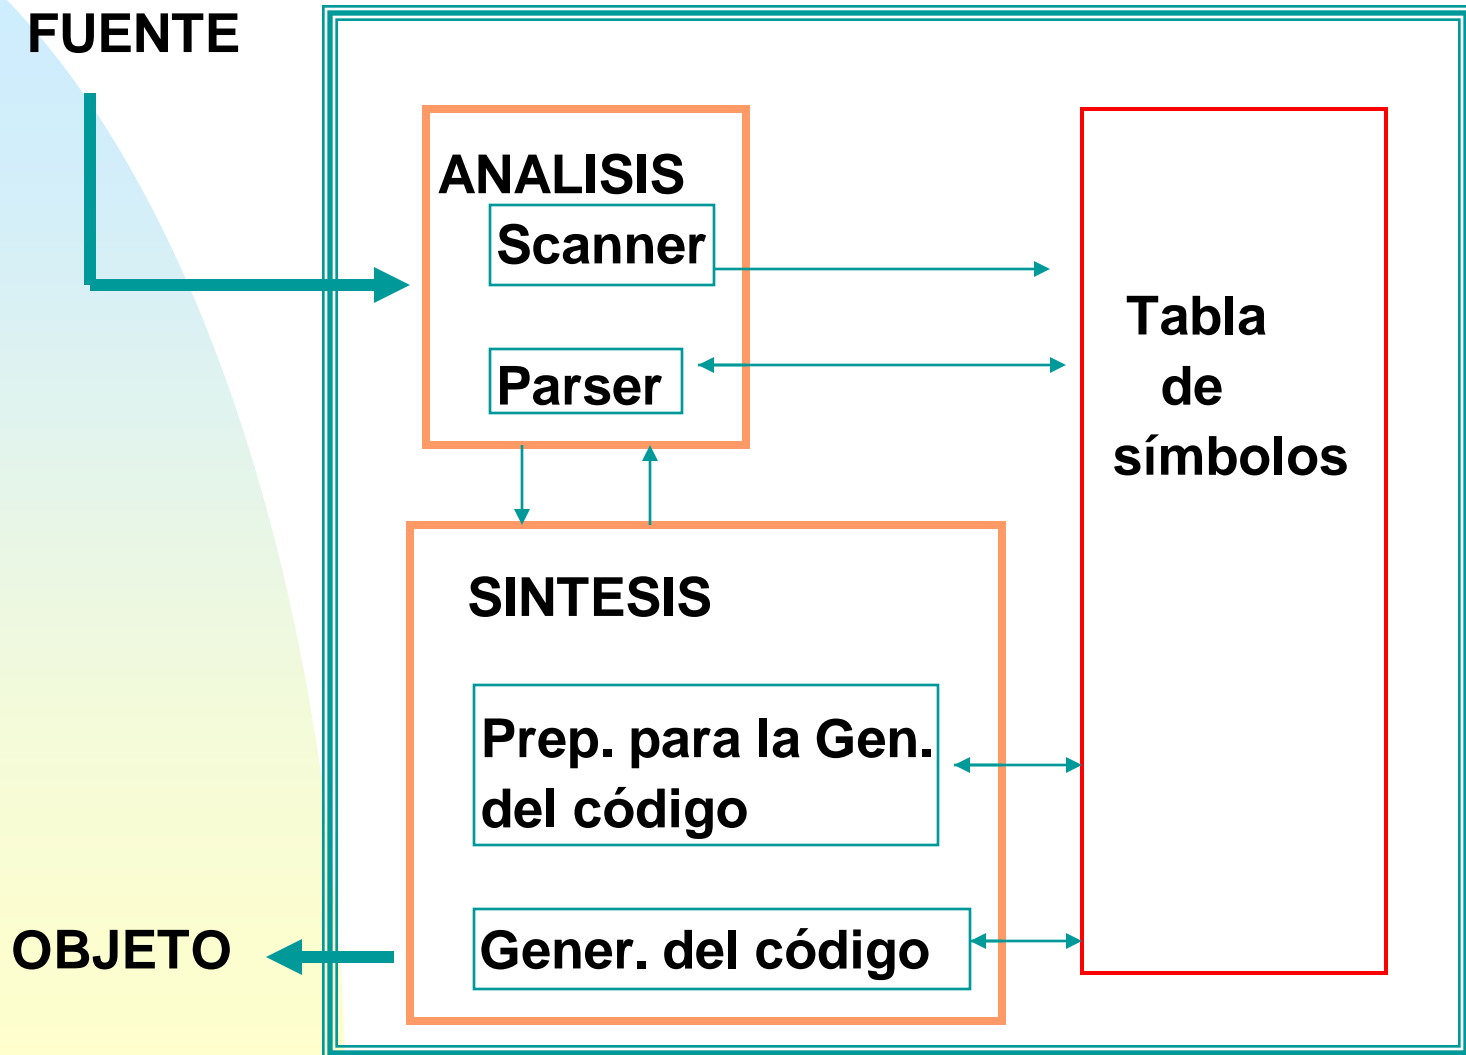 FUENTE
ANALISIS
Scanner
Parser
Tabla
de
símbolos
SINTESIS
Prep. para la Gen.
del código
OBJETO
Gener. del código